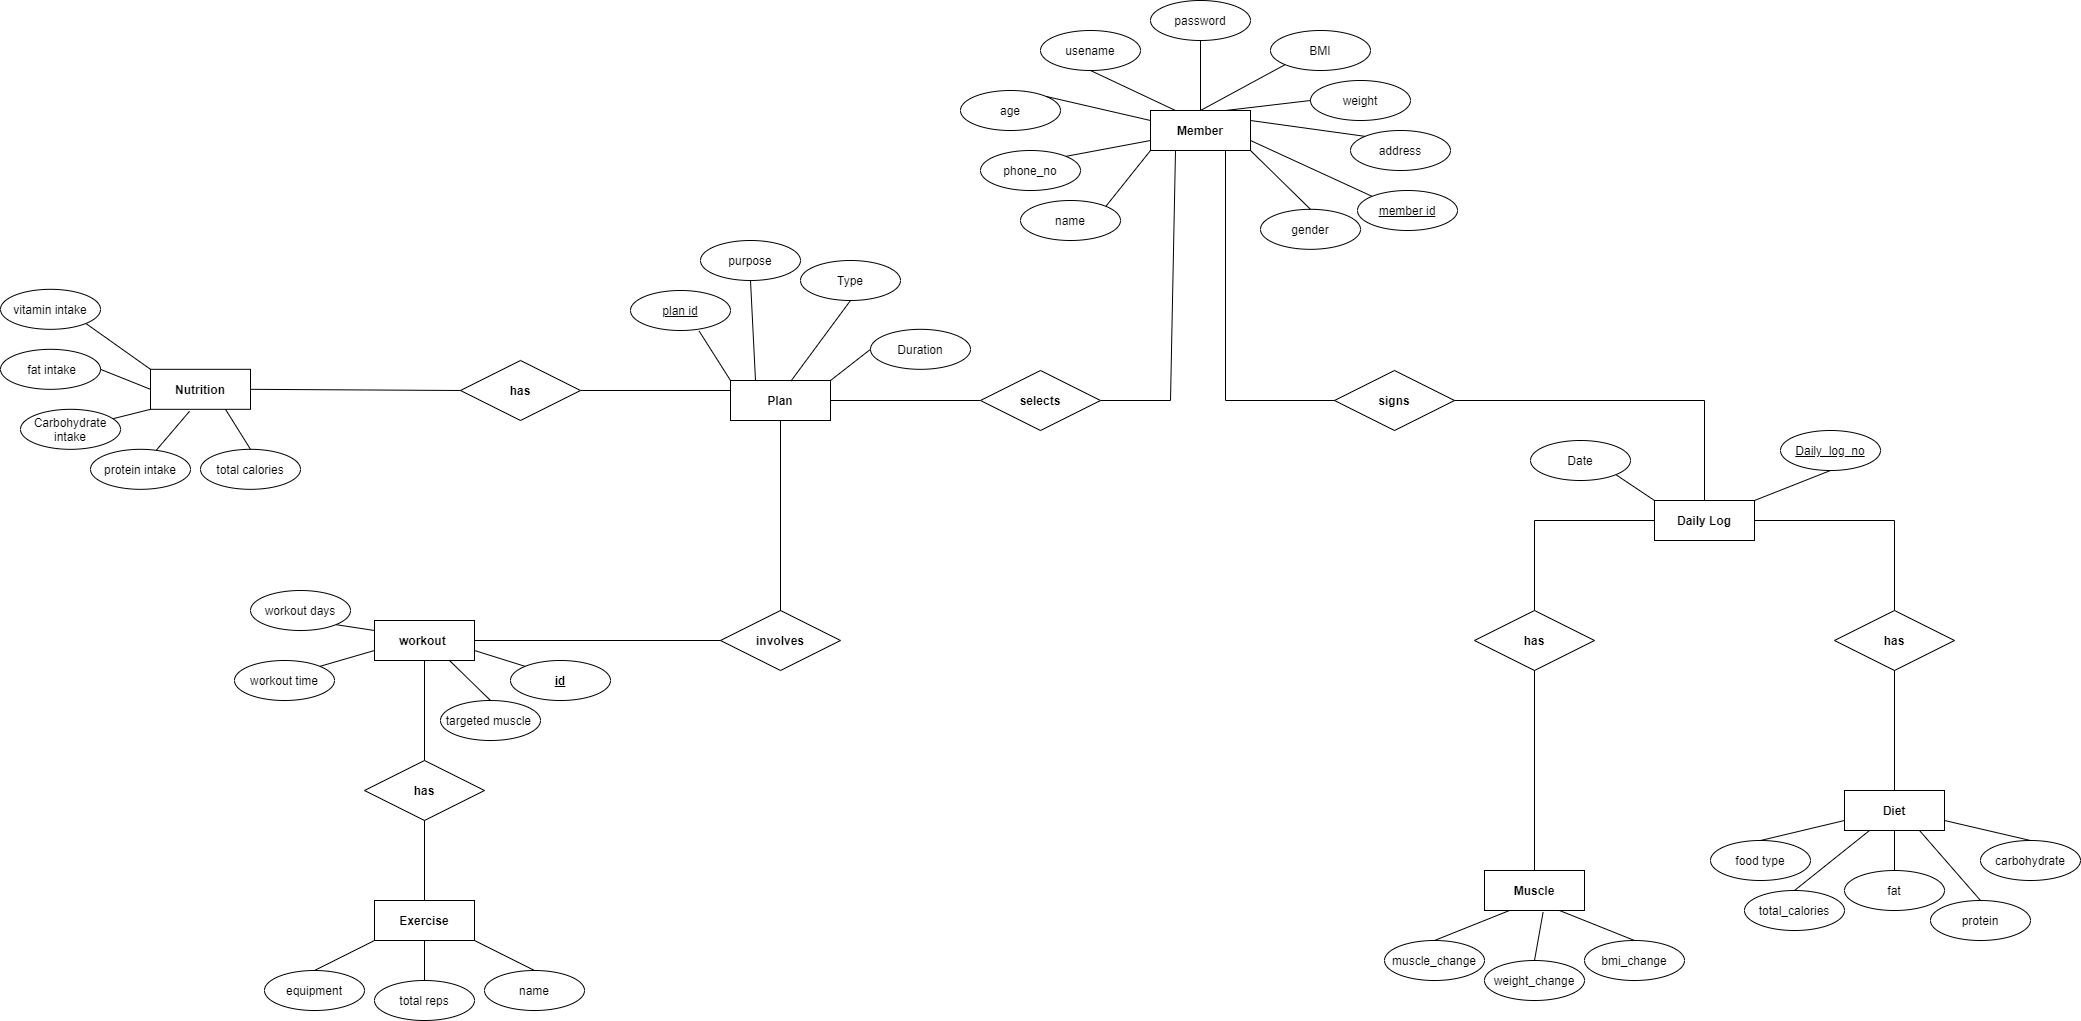 password
usename
BMI
weight
age
Member
address
phone_no
member id
name
gender
purpose
Type
plan id
vitamin intake
Duration
fat intake
Nutrition
has
Plan
selects
signs
Carbohydrate
intake
protein intake
total calories
Date
Daily_log_no
Daily Log
workout days
workout
involves
has
has
workout time
id
targeted muscle
has
Diet
food type
carbohydrate
Muscle
fat
total_calories
protein
Exercise
muscle_change
bmi_change
weight_change
equipment
total reps
name